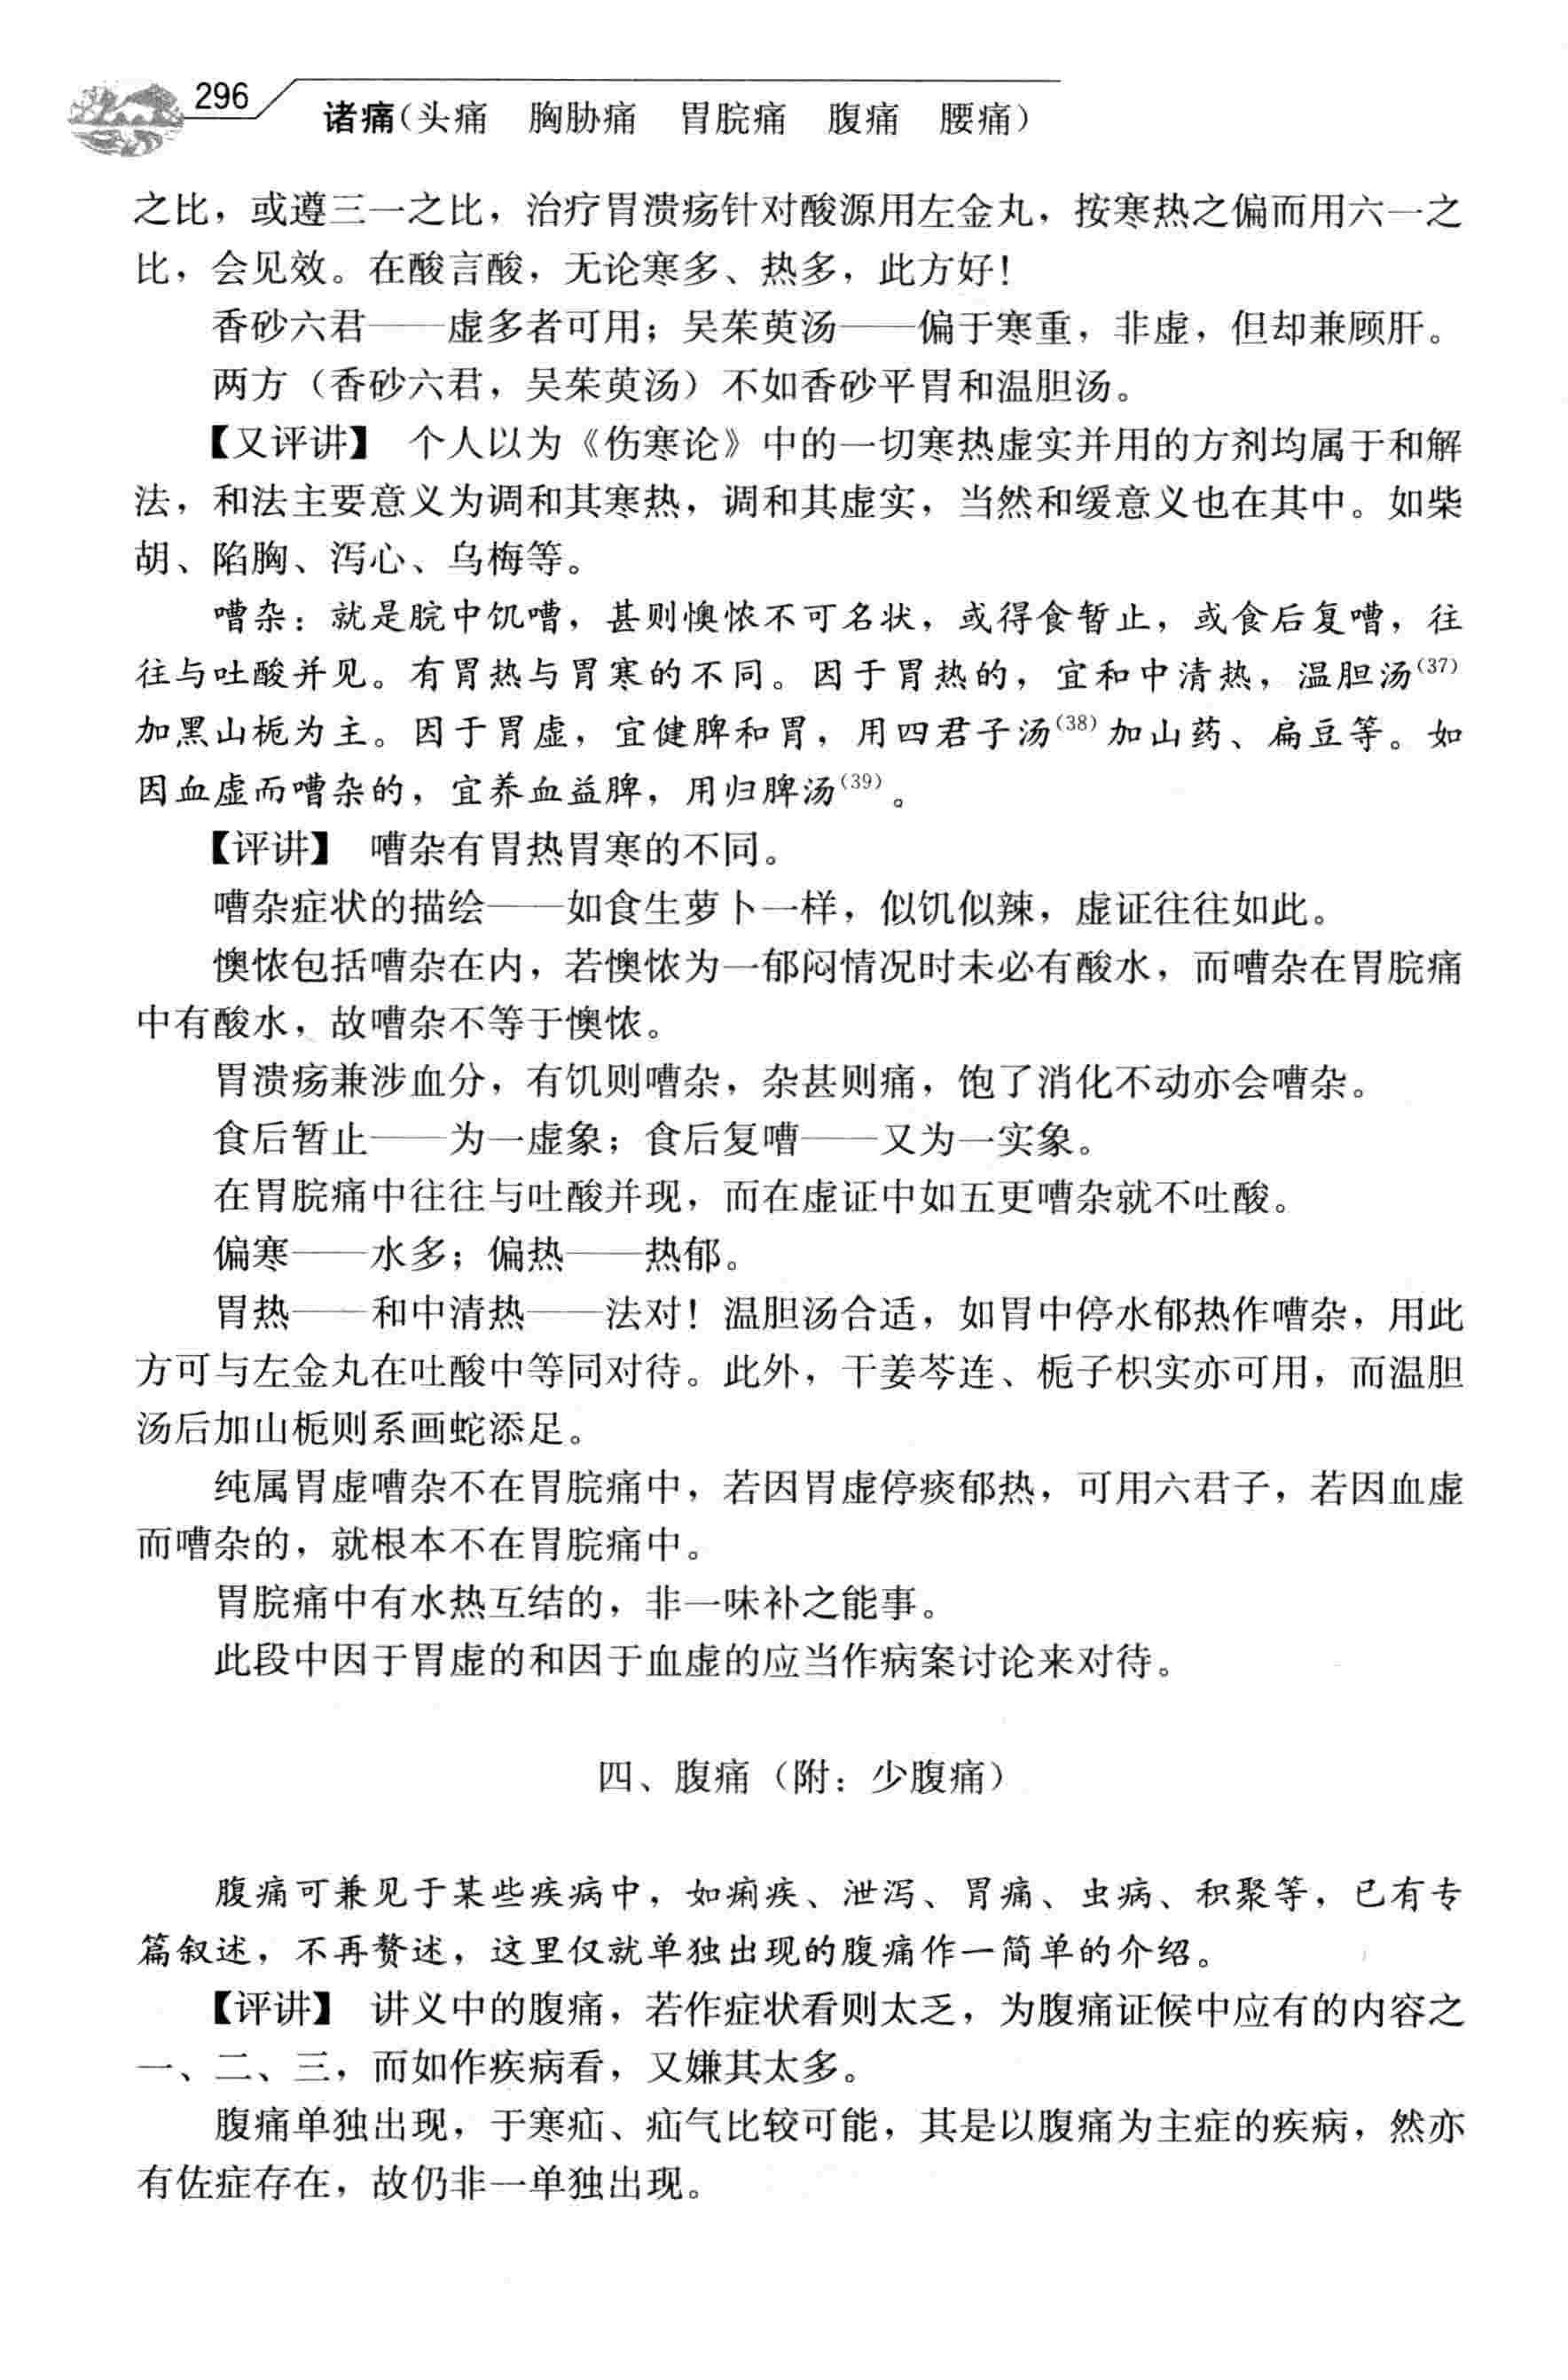 296
诸痛(头痛 胸胁痛 胃脘痛 腹痛 腰痛)
之比，或遵三一之比，治疗胃溃疡针对酸源用左金丸，按寒热之偏而用六一之
比，会见效。在酸言酸，无论寒多、热多，此方好！
香砂六君——虚多者可用；吴茱萸汤——偏于寒重，非虚，但却兼顾肝。
两方（香砂六君，吴茱萸汤）不如香砂平胃和温胆汤。
【又评讲】 个人以为《伤寒论》中的一切寒热虚实并用的方剂均属于和解
法，和法主要意义为调和其寒热，调和其虚实，当然和缓意义也在其中。如柴
胡、陷胸、泻心、乌梅等。
嘈杂：就是脘中饥嘈，甚则懊侬不可名状，或得食暂止，或食后复嘈，往
往与吐酸并见。有胃热与胃寒的不同。因于胃热的，宜和中清热，温胆汤(37)
加黑山栀为主。因于胃虚，宜健脾和胃，用四君子汤(38)加山药、扁豆等。如
因血虚而嘈杂的，宜养血益脾，用归脾汤(39)。
【评讲】 嘈杂有胃热胃寒的不同。
嘈杂症状的描绘——如食生萝卜一样，似饥似辣，虚证往往如此。
懊侬包括嘈杂在内，若懊侬为一郁闷情况时未必有酸水，而嘈杂在胃脘痛
中有酸水，故嘈杂不等于懊侬。
胃溃疡兼涉血分，有饥则嘈杂，杂甚则痛，饱了消化不动亦会嘈杂。
食后暂止——为一虚象；食后复嘈——又为一实象。
在胃脘痛中往往与吐酸并现，而在虚证中如五更嘈杂就不吐酸。
偏寒——水多；偏热——热郁。
胃热——和中清热——法对！温胆汤合适，如胃中停水郁热作嘈杂，用此
方可与左金丸在吐酸中等同对待。此外，干姜芩连、栀子枳实亦可用，而温胆
汤后加山栀则系画蛇添足。
纯属胃虚嘈杂不在胃脘痛中，若因胃虚停痰郁热，可用六君子，若因血虚
而嘈杂的，就根本不在胃脘痛中。
胃脘痛中有水热互结的，非一味补之能事。
此段中因于胃虚的和因于血虚的应当作病案讨论来对待。
四、腹痛（附：少腹痛）
腹痛可兼见于某些疾病中，如痢疾、泄泻、胃痛、虫病、积聚等，已有专
篇叙述，不再赘述，这里仅就单独出现的腹痛作一简单的介绍。
【评讲】 讲义中的腹痛，若作症状看则太乏，为腹痛证候中应有的内容之
一、二、三，而如作疾病看，又嫌其太多。
腹痛单独出现，于寒疝、疝气比较可能，其是以腹痛为主症的疾病，然亦
有佐症存在，故仍非一单独出现。